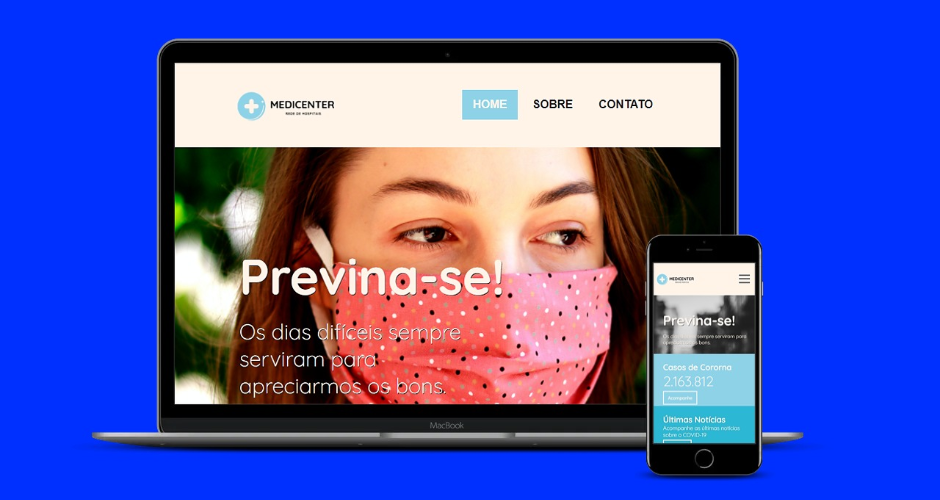 MEDICENTER
REDE DE HOSPITAIS
HOME
SOBRE
CONTATO
Previna-se!
Os dias difíceis sempre
serviram para
apreciarmos os bons.
MacBook
MEDICENTER
Previna-se!
Os dias difíceis sempre serviram para
apreciarmos os bons.
Casos de Cororna
2.163.812
Acompanhe
Últimas Notícias
Acompanhe as últimas notícias
sobre o COVID-19